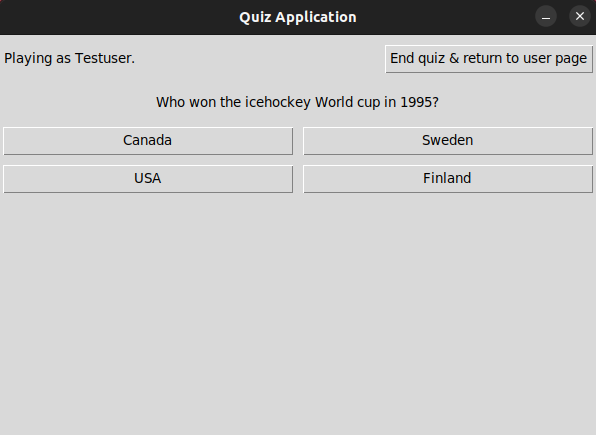 Quiz Application
Playing as Testuser.
End quiz & return to user page
Who won the icehockey World cup in 1995?
Canada
Sweden
USA
Finland